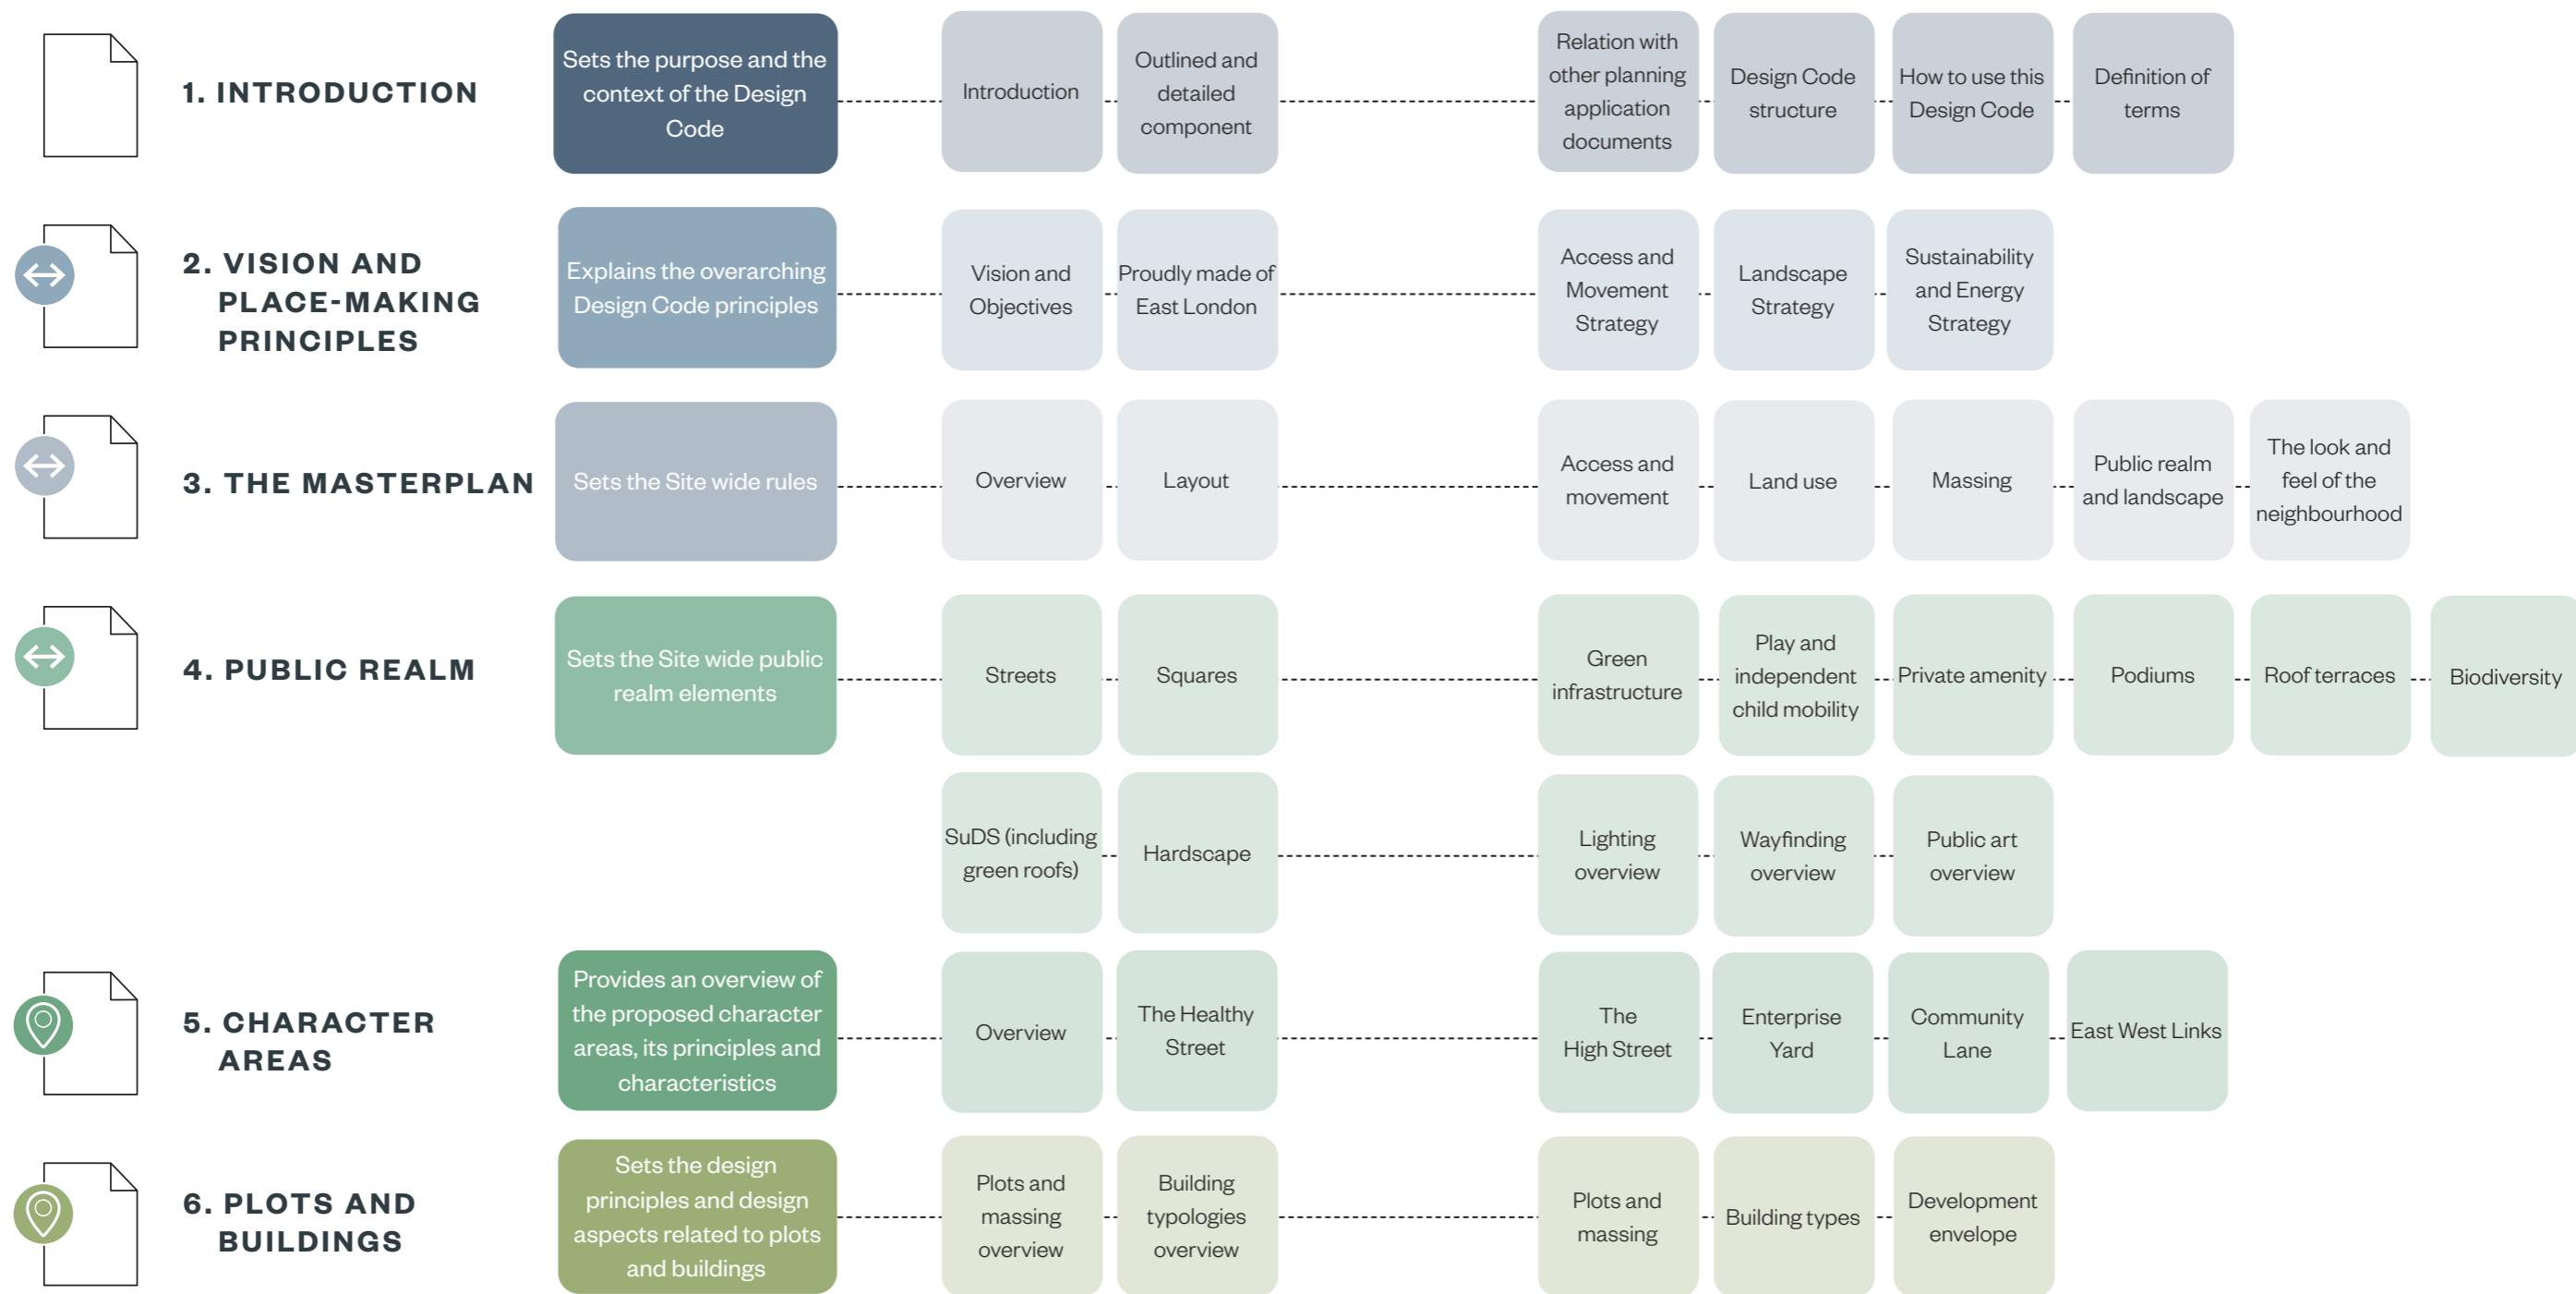 1. INTRODUCTION
Sets the purpose and the
context of the Design
Code
Introduction
Outlined and
detailed
component
Relation with
other planning
application
documents
Design Code
structure
How to use this
Design Code
Definition of
terms
2. VISION AND
PLACE-MAKING
PRINCIPLES
Explains the overarching
Design Code principles
Vision and
Objectives
Proudly made of
East London
Access and
Movement
Strategy
Landscape
Strategy
Sustainability
and Energy
Strategy
3. THE MASTERPLAN
Sets the Site wide rules
Overview
Layout
Access and
movement
Land use
Massing
Public realm
and landscape
The look and
feel of the
neighbourhood
4. PUBLIC REALM
Sets the Site wide public
realm elements
Streets
Squares
Green
infrastructure
Play and
independent
child mobility
Private amenity
Podiums
Roof terraces
Biodiversity
SuDS (including
green roofs)
Hardscape
Lighting
overview
Wayfinding
overview
Public art
overview
5. CHARACTER
AREAS
Provides an overview of
the proposed character
areas, its principles and
characteristics
Overview
The Healthy
Street
The
High Street
Enterprise
Yard
Community
Lane
East West Links
6. PLOTS AND
BUILDINGS
Sets the design
principles and design
aspects related to plots
and buildings
Plots and
massing
overview
Building
typologies
overview
Plots and
massing
Building types
Development
envelope